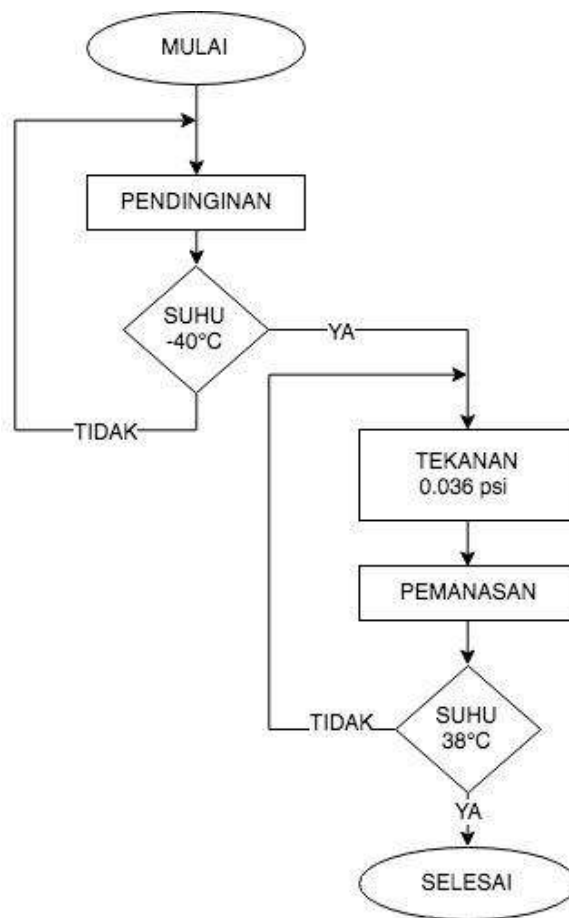 MULAI
PENDINGINAN
SUHU
-40°C
YA
TIDAK
TEKANAN
0.036 psi
PEMANASAN
SUHU
38°C
TIDAK
YA
SELESAI